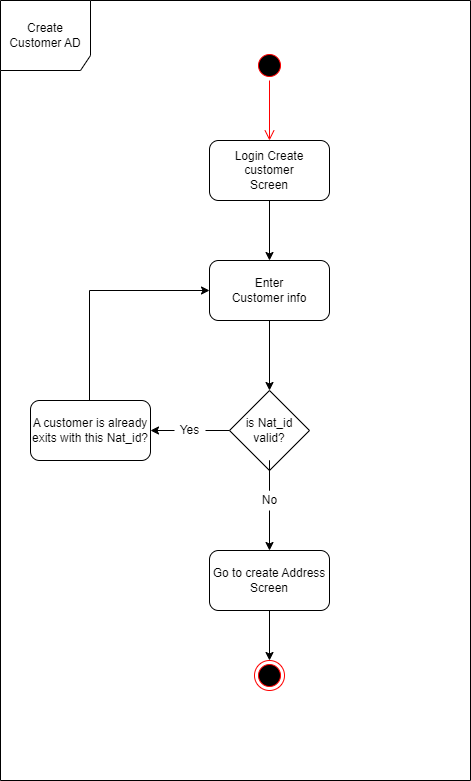 Create
Customer AD
Login Create
customer
Screen
Enter
Customer info
is Nat_id
valid?
Yes
A customer is already
exits with this Nat_id?
No
Go to create Address
Screen